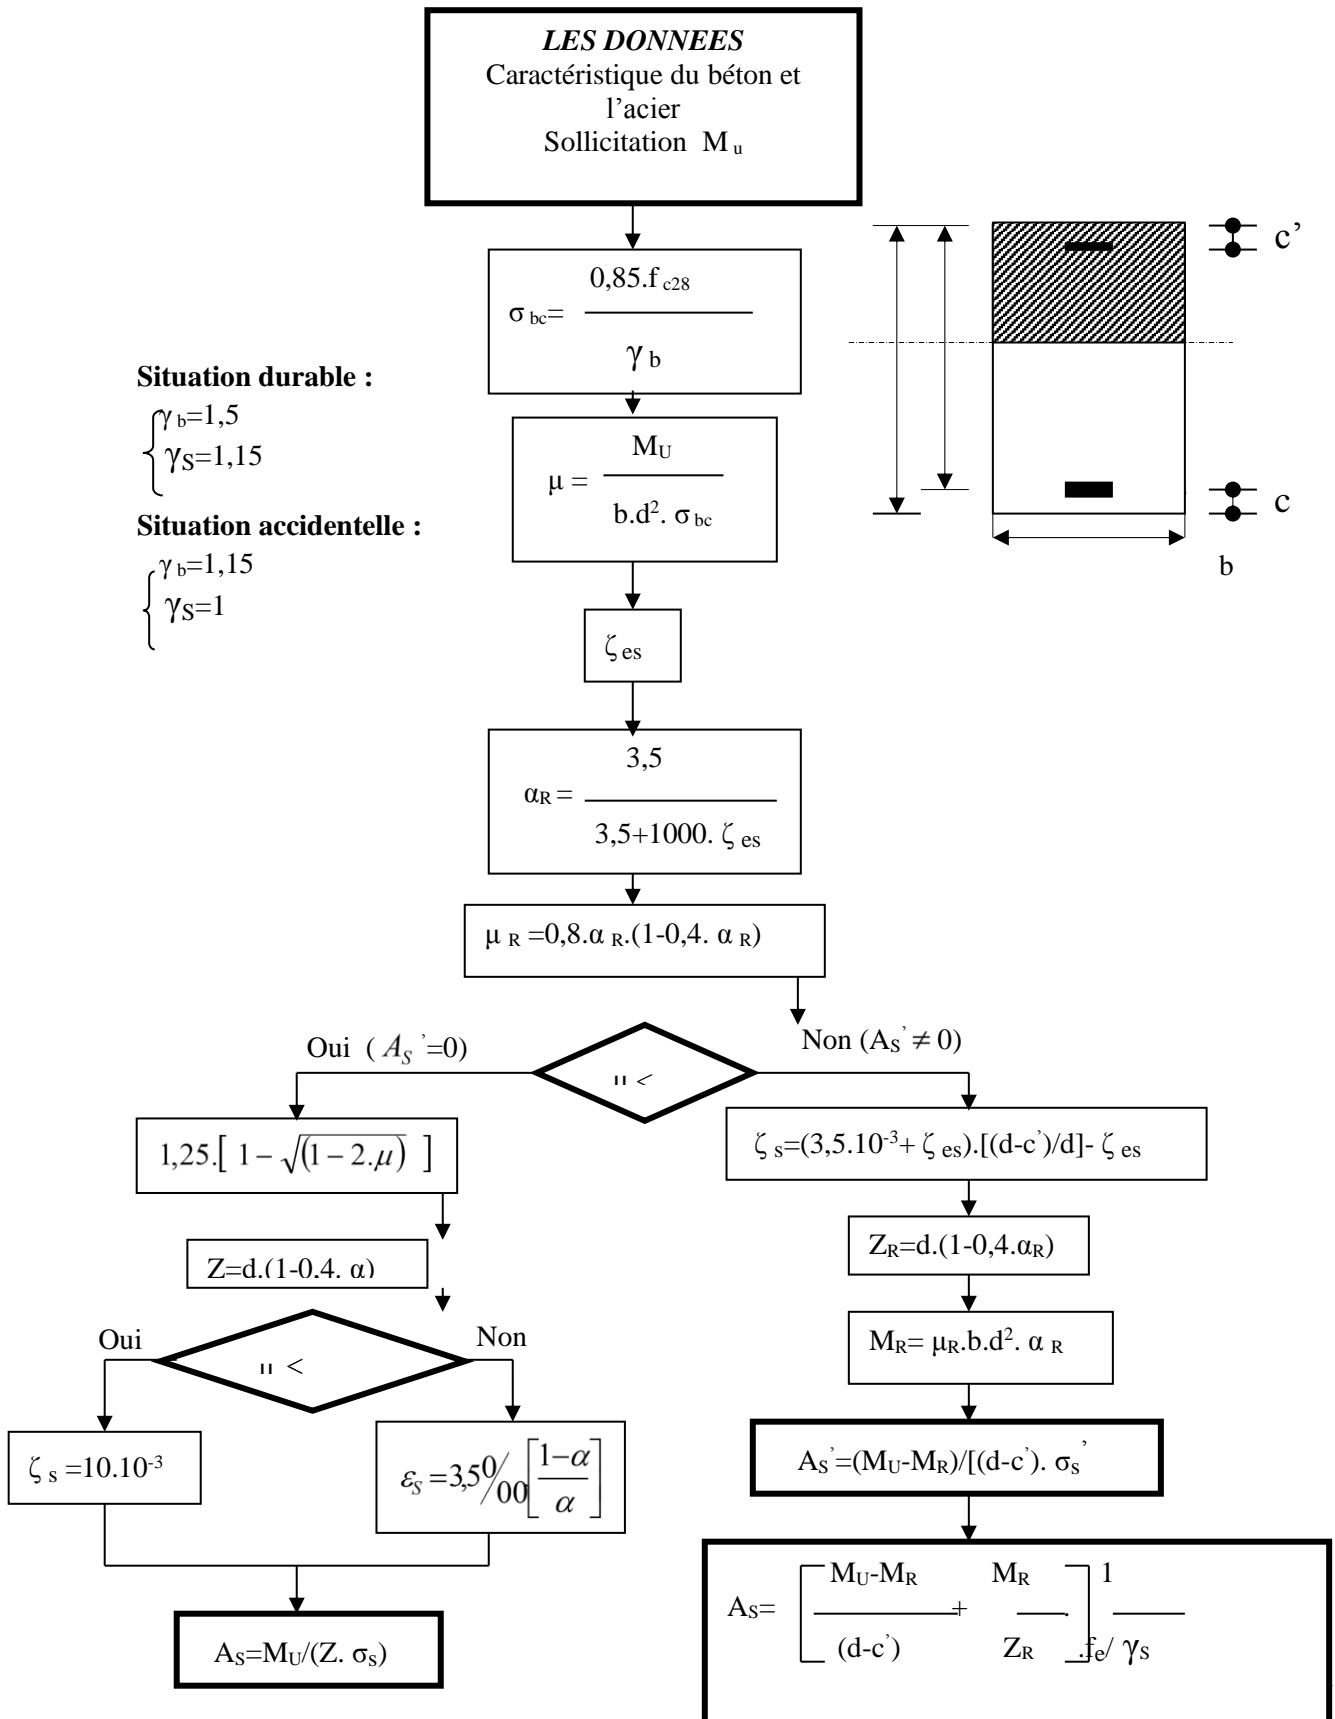 LES DONNEES
Caractéristique du béton et
l’acier
Sollicitation M u
σ bc= 0,85.f c28 / γ b
c’
c
b
Situation durable :
γ b=1,5
γS=1,15
Situation accidentelle :
γ b=1,15
γS=1
μ = MU / b.d². σ bc
ζ es
αR = 3,5 / 3,5+1000. ζ es
μ R =0,8.α R.(1-0,4. α R)
Oui ( AS ’=0)
Non (AS’ ≠ 0)
<
1,25.[ 1 − √(1 − 2.μ) ]
Z=d.(1-0.4. α)
Oui
Non
<
ζ s =10.10-3
εS = 3,5 0/00 [ 1−α / α ]
AS=MU/(Z. σs)
ζ s=(3,5.10-3+ ζ es).[(d-c’)/d]- ζ es
ZR=d.(1-0,4.αR)
MR= μR.b.d². α R
AS’=(MU-MR)/[(d-c’). σs’
AS= [ MU-MR / (d-c’) + MR / ZR ] . 1 / .fe/ γS